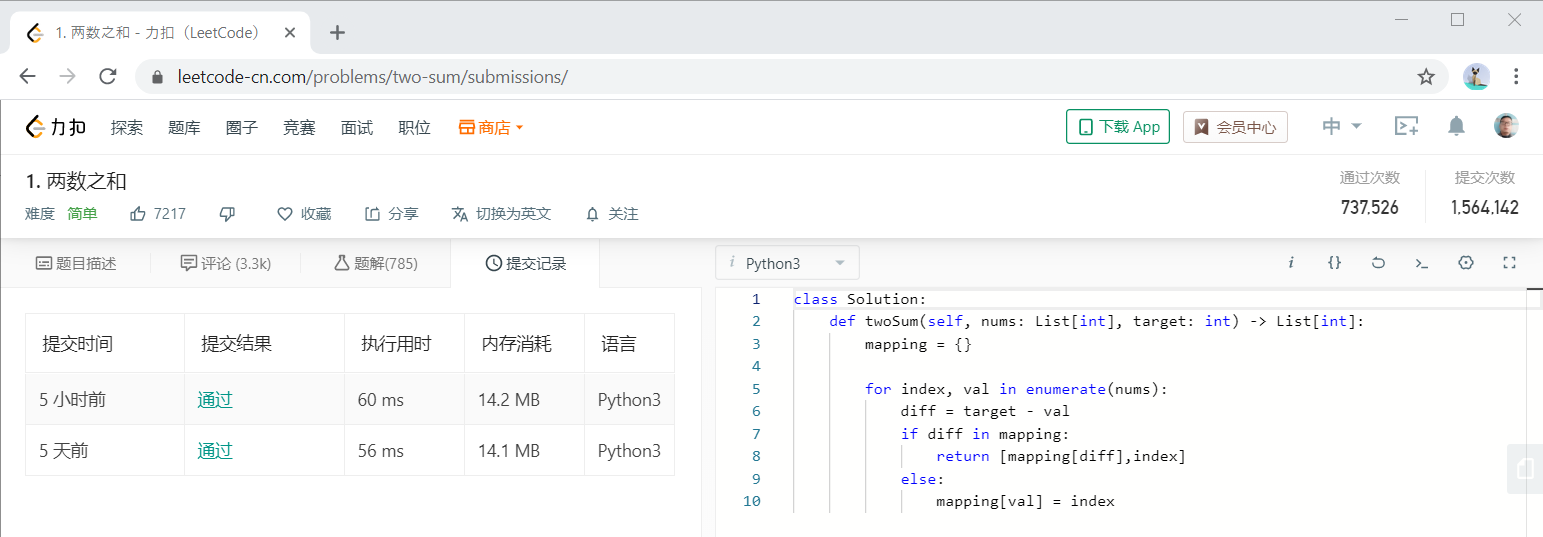 1. 两数之和 - 力扣（LeetCode）
leetcode-cn.com/problems/two-sum/submissions/
力扣 探索 题库 圈子 竞赛 面试 职位 商店 下载 App 会员中心 中
1. 两数之和 通过次数 提交次数
难度 简单 7217 收藏 分享 切换为英文 关注 737,526 1,564,142
题目描述 评论 (3.3k) 题解(785) 提交记录 i Python3 i {}
提交时间 提交结果 执行用时 内存消耗 语言
5 小时前 通过 60 ms 14.2 MB Python3
5 天前 通过 56 ms 14.1 MB Python3
1 class Solution:
2 def twoSum(self, nums: List[int], target: int) -> List[int]:
3 mapping = {}
4
5 for index, val in enumerate(nums):
6 diff = target - val
7 if diff in mapping:
8 return [mapping[diff],index]
9 else:
10 mapping[val] = index